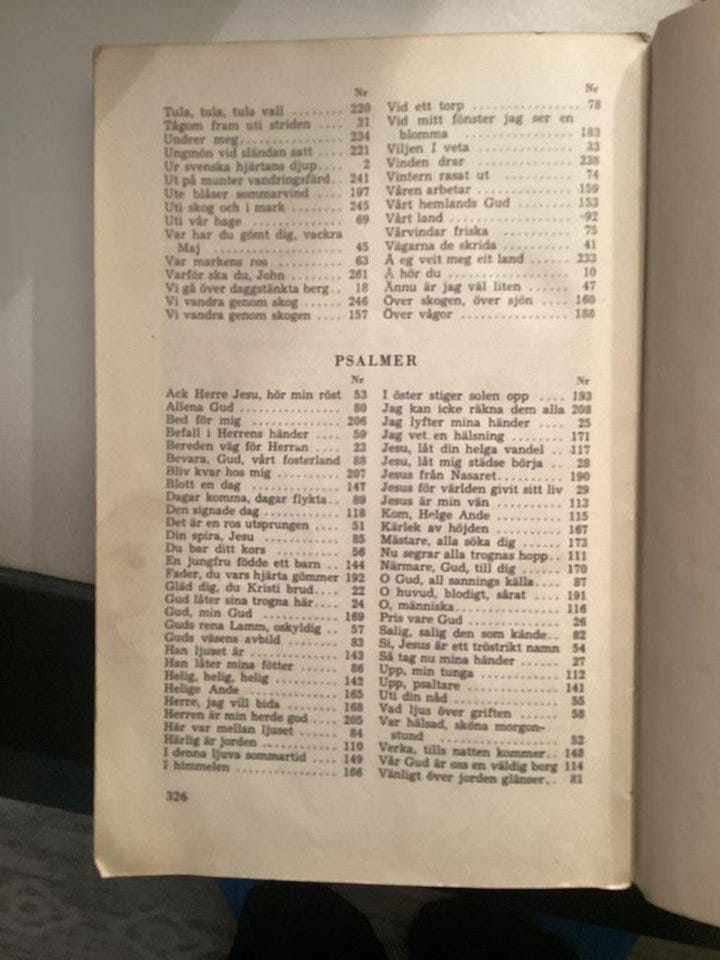 Nr
Tula, tula, tula vall ........ 220
Tågom fram uti striden .... 31
Undrer meg............... 234
Ungmön vid sländan satt .... 221
Ur svenska hjärtans djup.... 2
Ut på munter vandringsfärd.. 241
Ute blåser sommarvind ..... 197
Uti skog och i mark ........ 245
Uti vår hage .............. 69
Var har du gömt dig, vackra
Maj ................... 45
Var markens ros ........... 63
Varför ska du, John ........ 261
Vi gå över daggstänkta berg.. 18
Vi vandra genom skog ...... 246
Vi vandra genom skogen .... 157
Nr
Vid ett torp ................ 78
Vid mitt fönster jag ser en
blomma ................ 183
Viljen I veta .............. 33
Vinden drar ............... 238
Vintern rasat ut ........... 74
Våren arbetar .............. 159
Vårt hemlands Gud ......... 153
Vårt land .................. 92
Vårvindar friska ........... 75
Vägarna de skrida .......... 41
Å eg veit meg eit land ...... 233
Å hör du .................. 10
Ännu är jag väl liten ...... 47
Över skogen, över sjön .... 160
Över vågor ................ 188
PSALMER
Nr
Ack Herre Jesu, hör min röst 53
Allena Gud ............... 80
Bed för mig ............... 206
Befall i Herrens händer .... 59
Bereden väg för Herran .... 23
Bevara, Gud, vårt fosterland 88
Bliv kvar hos mig .......... 207
Blott en dag ............... 147
Dagar komma, dagar flykta.. 89
Den signade dag ........... 118
Det är en ros utsprungen .... 51
Din spira, Jesu ............ 85
Du bar ditt kors ........... 56
En jungfru födde ett barn .. 144
Fader, du vars hjärta gömmer 192
Gläd dig, du Kristi brud.... 22
Gud låter sina trogna här.... 24
Gud, min Gud ............. 169
Guds rena Lamm, oskyldig .. 57
Guds väsens avbild ........ 83
Han ljuset är .............. 143
Han låter mina fötter ...... 86
Helig, helig, helig ......... 142
Helige Ande .............. 165
Herre, jag vill bida ........ 168
Herren är min herde god .... 205
Här var mellan ljuset ...... 84
Härlig är jorden ........... 110
I denna ljuva sommartid .... 149
I himmelen ............... 166
Nr
I öster stiger solen opp .... 193
Jag kan icke räkna dem alla 208
Jag lyfter mina händer .... 25
Jag vet en hälsning ........ 171
Jesu, låt din helga vandel .. 117
Jesu, låt mig städse börja .. 28
Jesus från Nasaret.......... 190
Jesus för världen givit sitt liv 29
Jesus är min vän .......... 113
Kom, Helge Ande .......... 115
Kärlek av höjden .......... 167
Mästare, alla söka dig ...... 173
Nu segrar alla trognas hopp.. 111
Närmare, Gud, till dig ...... 170
O Gud, all sannings källa.... 87
O huvud, blodigt, sårat .... 191
O, människa............... 116
Pris vare Gud ............. 26
Salig, salig den som kände.. 82
Si, Jesus är ett tröstrikt namn 54
Så tag nu mina händer .... 27
Upp, min tunga ............ 112
Upp, psaltare .............. 141
Uti din nåd ............... 55
Vad ljus över griften ...... 58
Var hälsad, sköna morgon-
stund .................. 52
Verka, tills natten kommer.. 148
Vår Gud är oss en väldig borg 114
Vänligt över jorden glänser.. 81
326